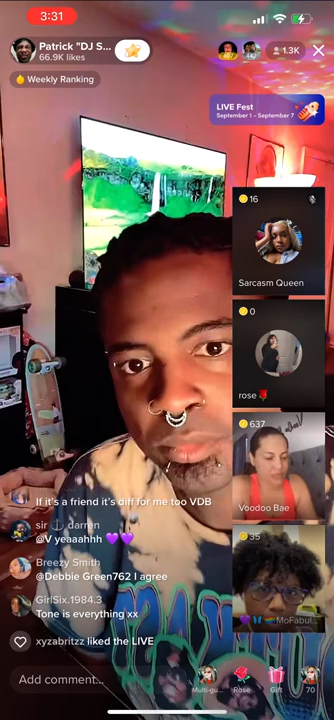 3:31
Patrick "DJ S...
66.9K likes
1.3K
Weekly Ranking
LIVE Fest
September 1 – September 7
16
Sarcasm Queen
0
rose🌹
637
Voodoo Bae
35
💜🦋 MoFabul...
If it's a friend it's diff for me too VDB
sir ⚓ darren
@V yeaaahhh 💜💜
Breezy Smith
@Debbie Green762 I agree
GirlSix.1984.3
Tone is everything xx
xyzabritzz liked the LIVE
Add comment...
Multi-gu...
Rose
Gift
70